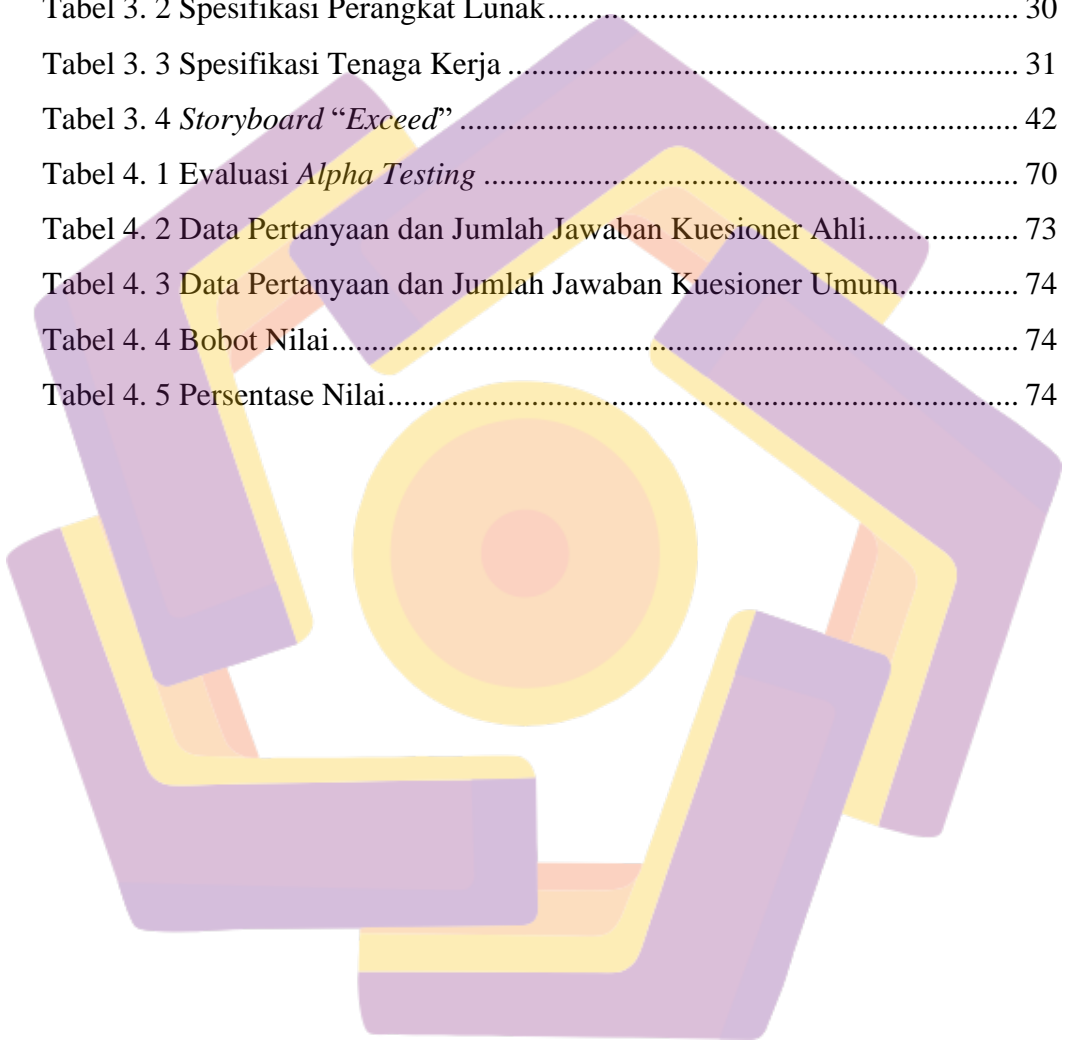 Tabel 3. 2 Spesifikasi Perangkat Lunak.......................................................... 30
Tabel 3. 3 Spesifikasi Tenaga Kerja ............................................................... 31
Tabel 3. 4 Storyboard “Exceed” ..................................................................... 42
Tabel 4. 1 Evaluasi Alpha Testing .................................................................. 70
Tabel 4. 2 Data Pertanyaan dan Jumlah Jawaban Kuesioner Ahli................... 73
Tabel 4. 3 Data Pertanyaan dan Jumlah Jawaban Kuesioner Umum............... 74
Tabel 4. 4 Bobot Nilai..................................................................................... 74
Tabel 4. 5 Persentase Nilai.............................................................................. 74